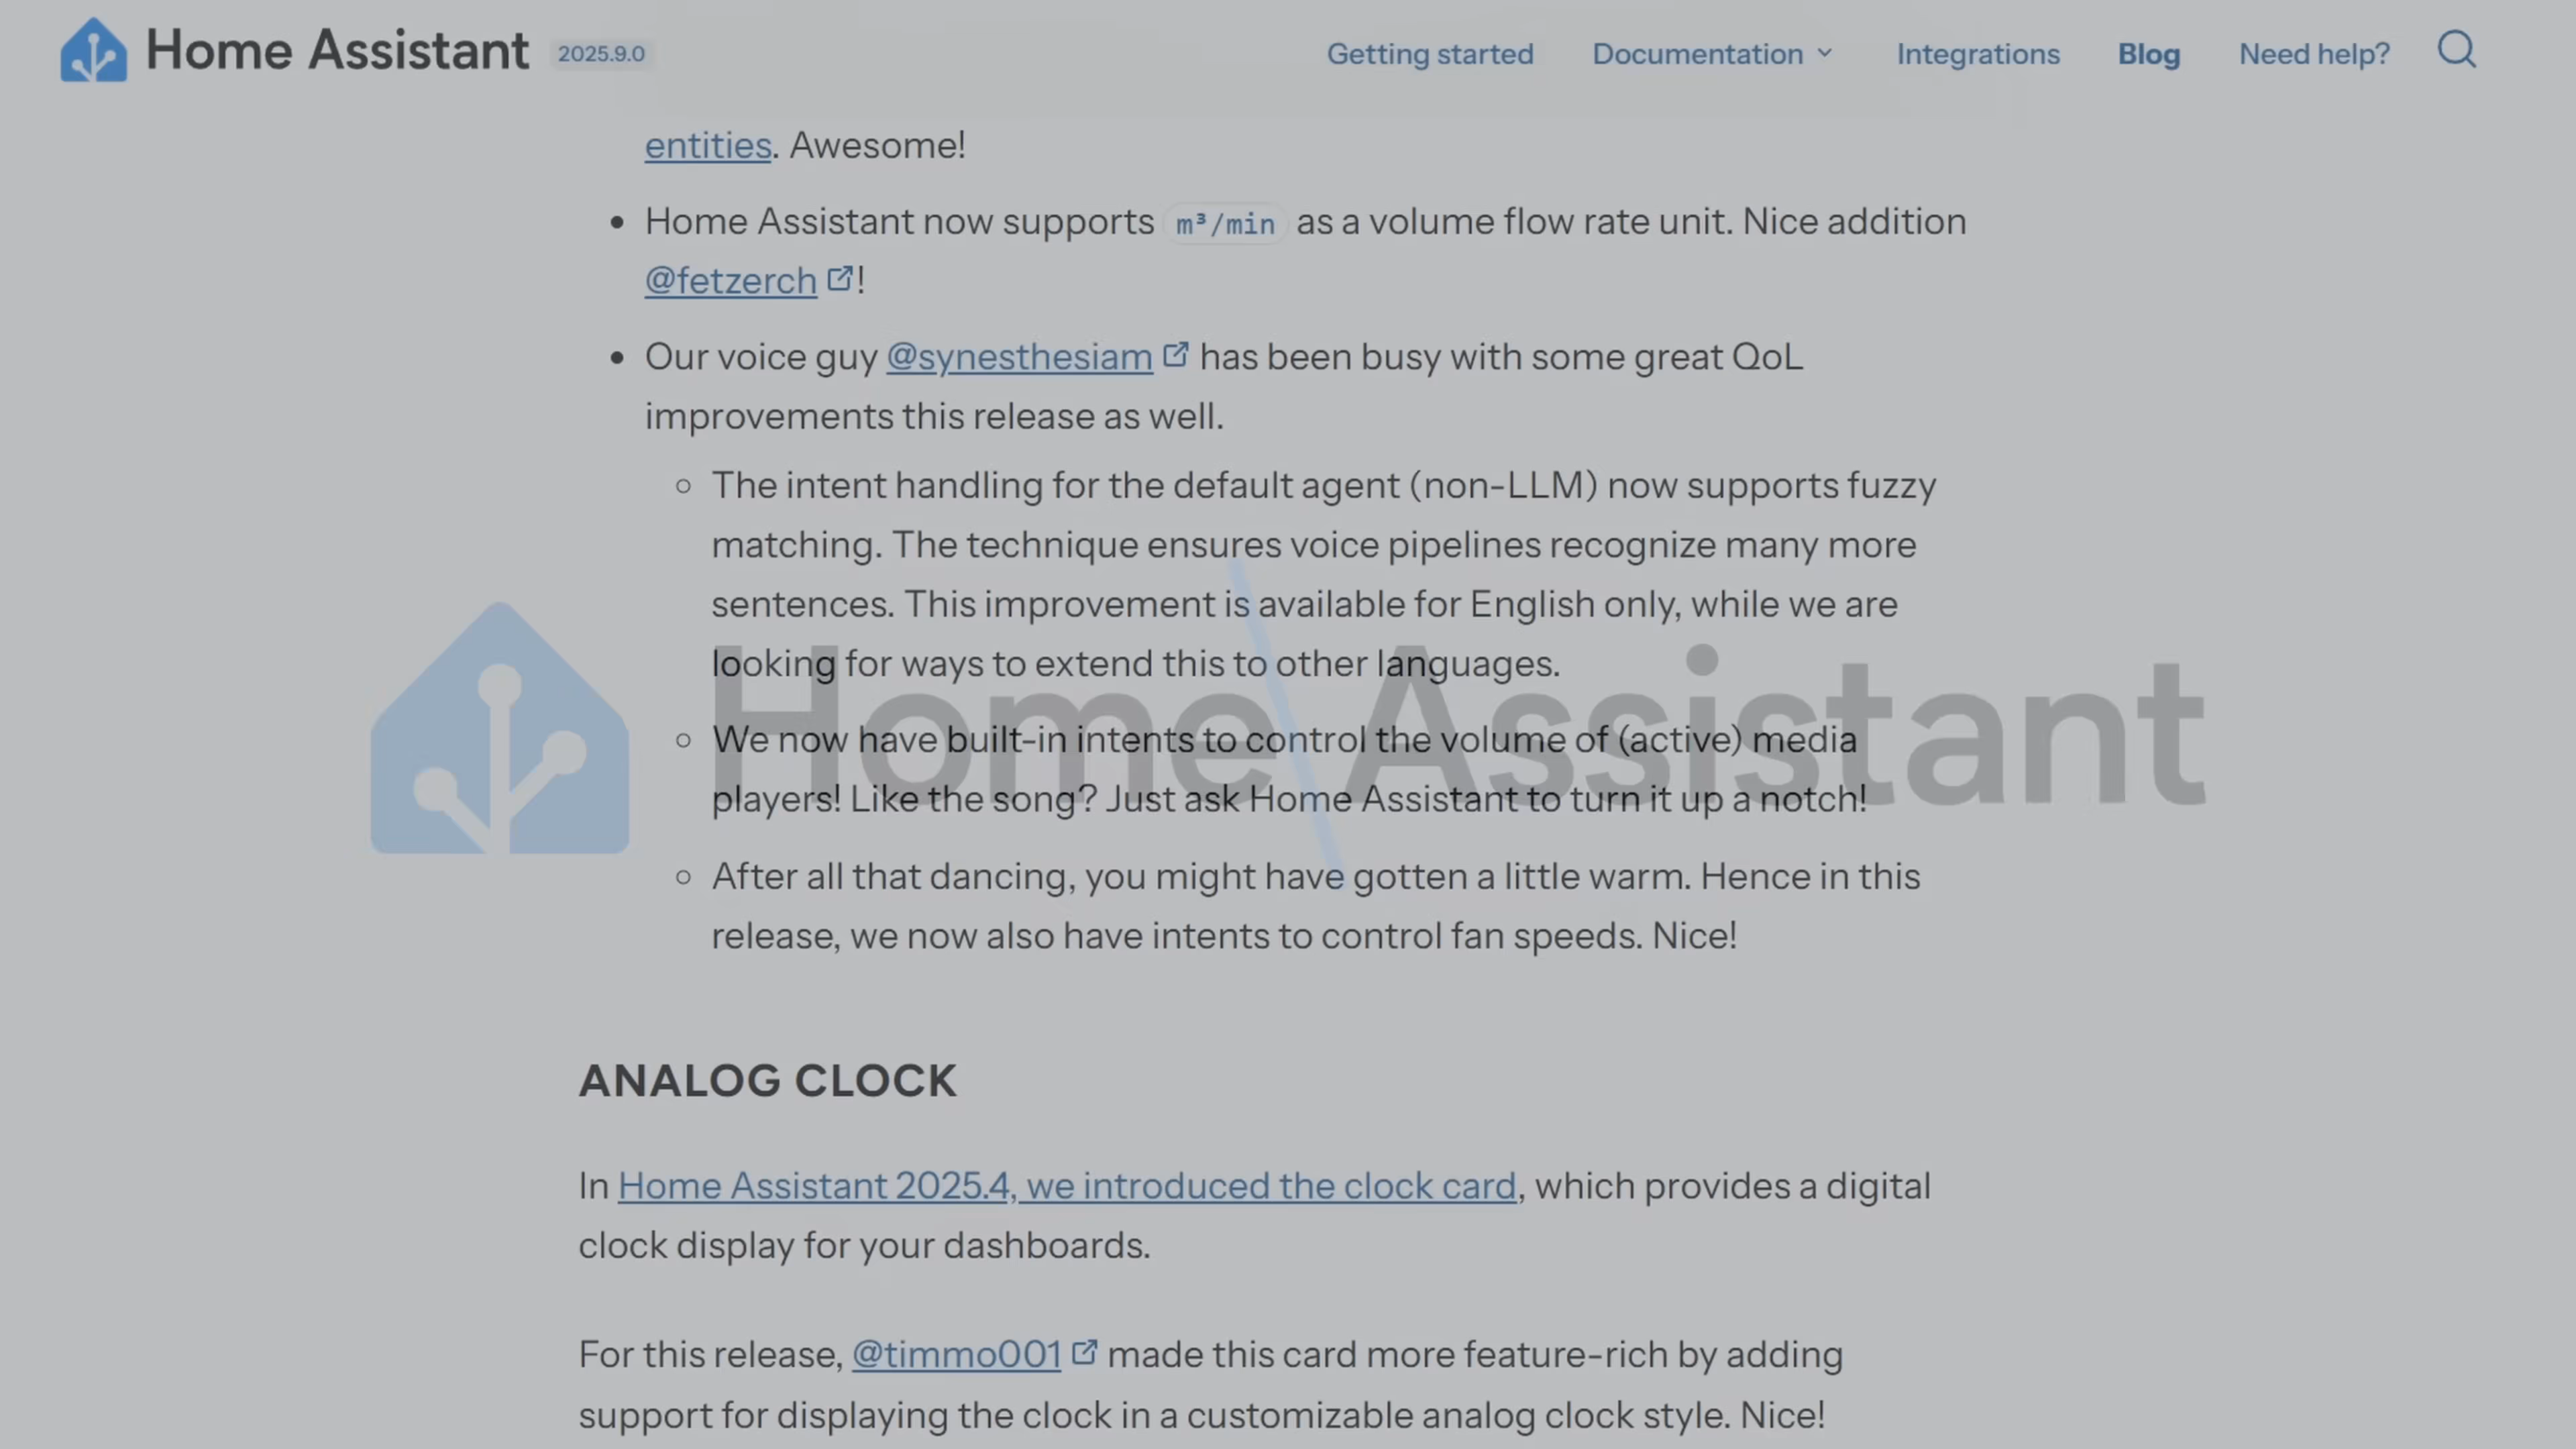 Home Assistant 2025.9.0 Getting started Documentation Integrations Blog Need help?
entities. Awesome!
• Home Assistant now supports m³/min as a volume flow rate unit. Nice addition
@fetzerch!
• Our voice guy @synesthesiam has been busy with some great QoL
improvements this release as well.
○ The intent handling for the default agent (non-LLM) now supports fuzzy
matching. The technique ensures voice pipelines recognize many more
sentences. This improvement is available for English only, while we are
looking for ways to extend this to other languages.
Home Assistant
○ We now have built-in intents to control the volume of (active) media
players! Like the song? Just ask Home Assistant to turn it up a notch!
○ After all that dancing, you might have gotten a little warm. Hence in this
release, we now also have intents to control fan speeds. Nice!
ANALOG CLOCK
In Home Assistant 2025.4, we introduced the clock card, which provides a digital
clock display for your dashboards.
For this release, @timmo001 made this card more feature-rich by adding
support for displaying the clock in a customizable analog clock style. Nice!